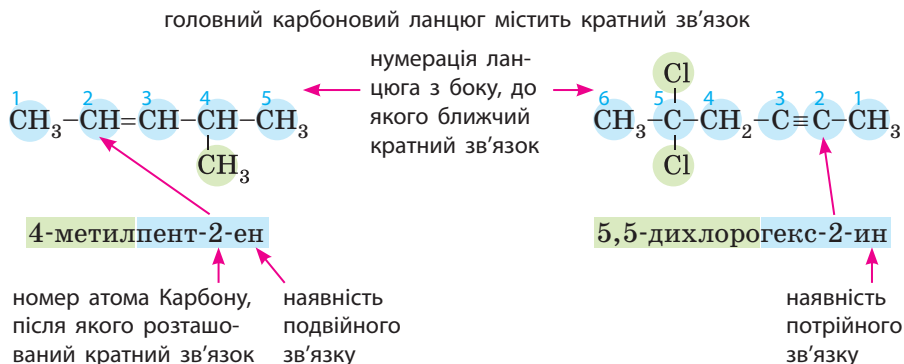 головний карбоновий ланцюг містить кратний зв'язок
нумерація лан-
цюга з боку, до
якого ближчий
кратний зв'язок
1 2 3 4 5
CH3–CH=CH–CH–CH3
CH3
Cl
6 5 4 3 2 1
CH3–C–CH2–C≡C–CH3
Cl
4-метилпент-2-ен
5,5-дихлорогекс-2-ин
номер атома Карбону,
після якого розташо-
ваний кратний зв'язок
наявність
подвійного
зв'язку
наявність
потрійного
зв'язку